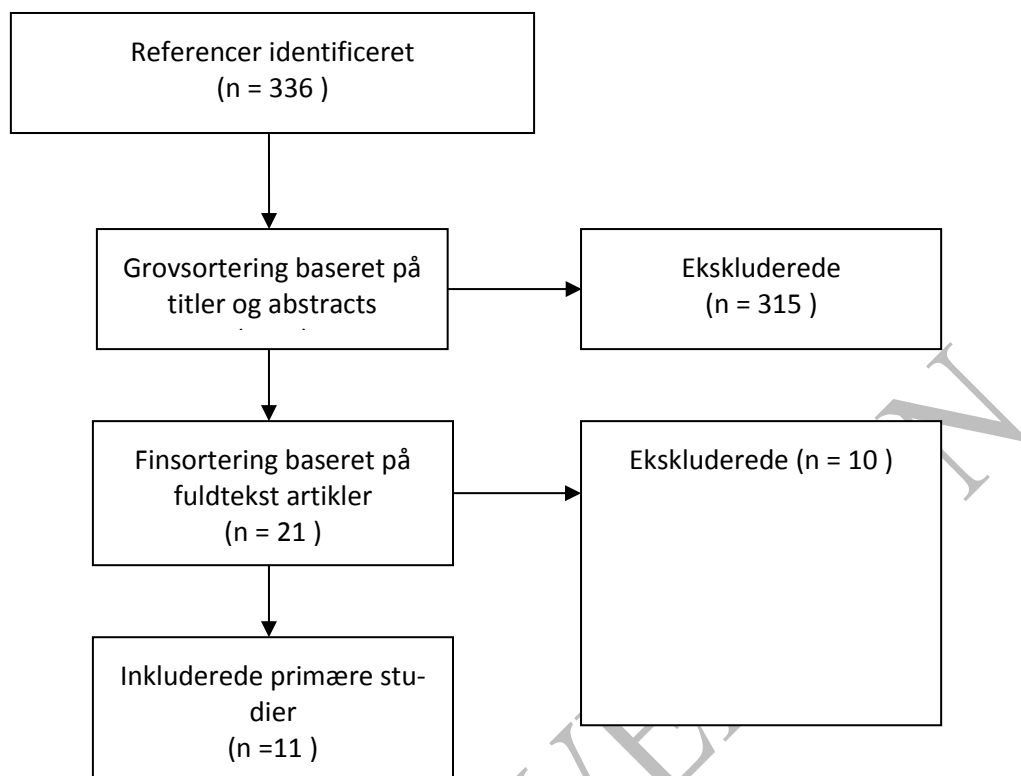 Referencer identificeret
(n = 336 )
Grovsortering baseret på
titler og abstracts
Ekskluderede
(n = 315 )
Finsortering baseret på
fuldtekst artikler
(n = 21 )
Ekskluderede (n = 10 )
Inkluderede primære stu-
dier
(n =11 )